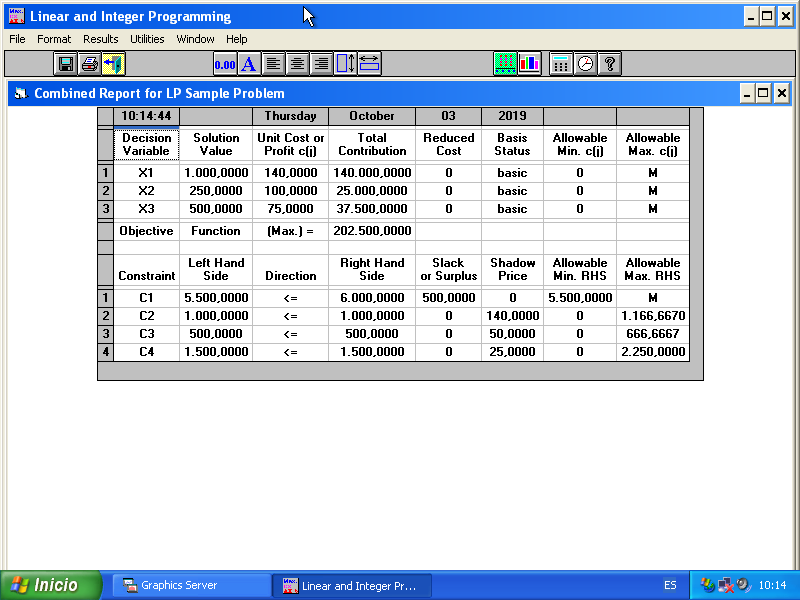 Linear and Integer Programming
File Format Results Utilities Window Help
0.00 A ?
Combined Report for LP Sample Problem
10:14:44 Thursday October 03 2019
Decision Variable Solution Value Unit Cost or Profit c(j) Total Contribution Reduced Cost Basis Status Allowable Min. c(j) Allowable Max. c(j)
1 X1 1.000,0000 140,0000 140.000,0000 0 basic 0 M
2 X2 250,0000 100,0000 25.000,0000 0 basic 0 M
3 X3 500,0000 75,0000 37.500,0000 0 basic 0 M
Objective Function (Max.) = 202.500,0000
Constraint Left Hand Side Direction Right Hand Side Slack or Surplus Shadow Price Allowable Min. RHS Allowable Max. RHS
1 C1 5.500,0000 <= 6.000,0000 500,0000 0 5.500,0000 M
2 C2 1.000,0000 <= 1.000,0000 0 140,0000 0 1.166,6670
3 C3 500,0000 <= 500,0000 0 50,0000 0 666,6667
4 C4 1.500,0000 <= 1.500,0000 0 25,0000 0 2.250,0000
Inicio Graphics Server Linear and Integer Pr... ES 10:14